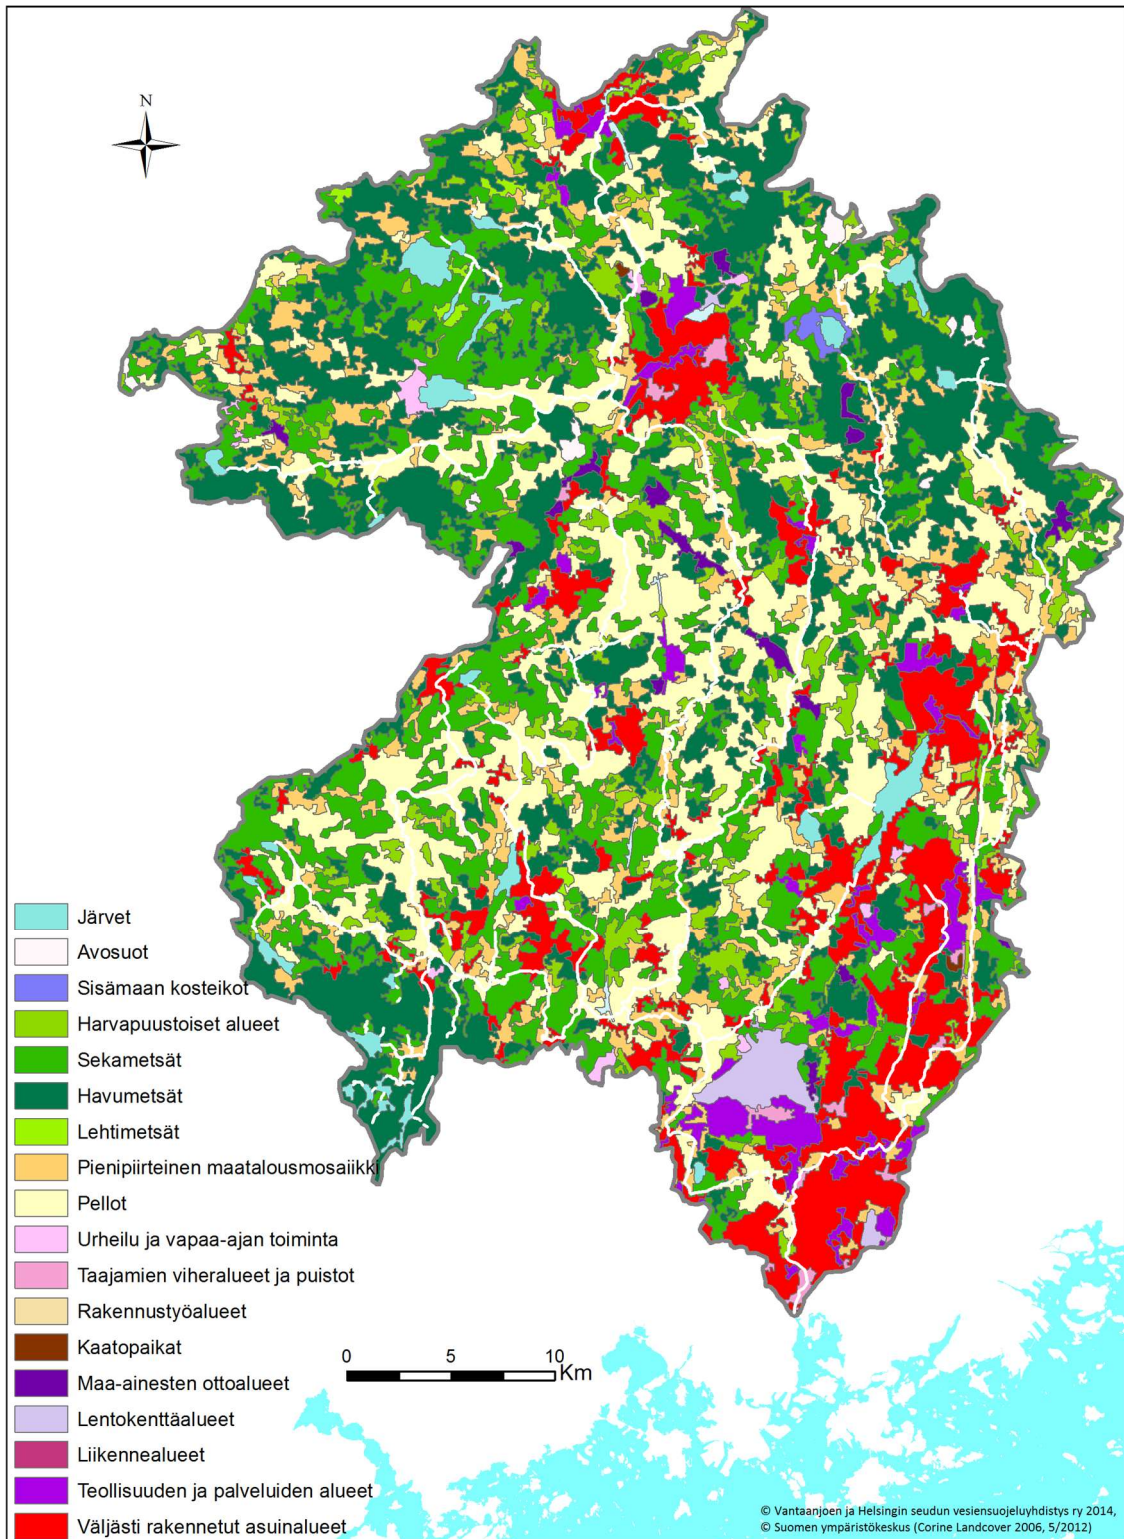 N
Järvet
Avosuot
Sisämaan kosteikot
Harvapuustoiset alueet
Sekametsät
Havumetsät
Lehtimetsät
Pienipiirteinen maatalousmosaiikki
Pellot
Urheilu ja vapaa-ajan toiminta
Taajamien viheralueet ja puistot
Rakennustyöalueet
Kaatopaikat
Maa-ainesten ottoalueet
Lentokenttäalueet
Liikennealueet
Teollisuuden ja palveluiden alueet
Väljästi rakennetut asuinalueet
0 5 10
Km
© Vantaanjoen ja Helsingin seudun vesiensuojeluyhdistys ry 2014,
© Suomen ympäristökeskus (Corine Landcover 2006, 5/2012)